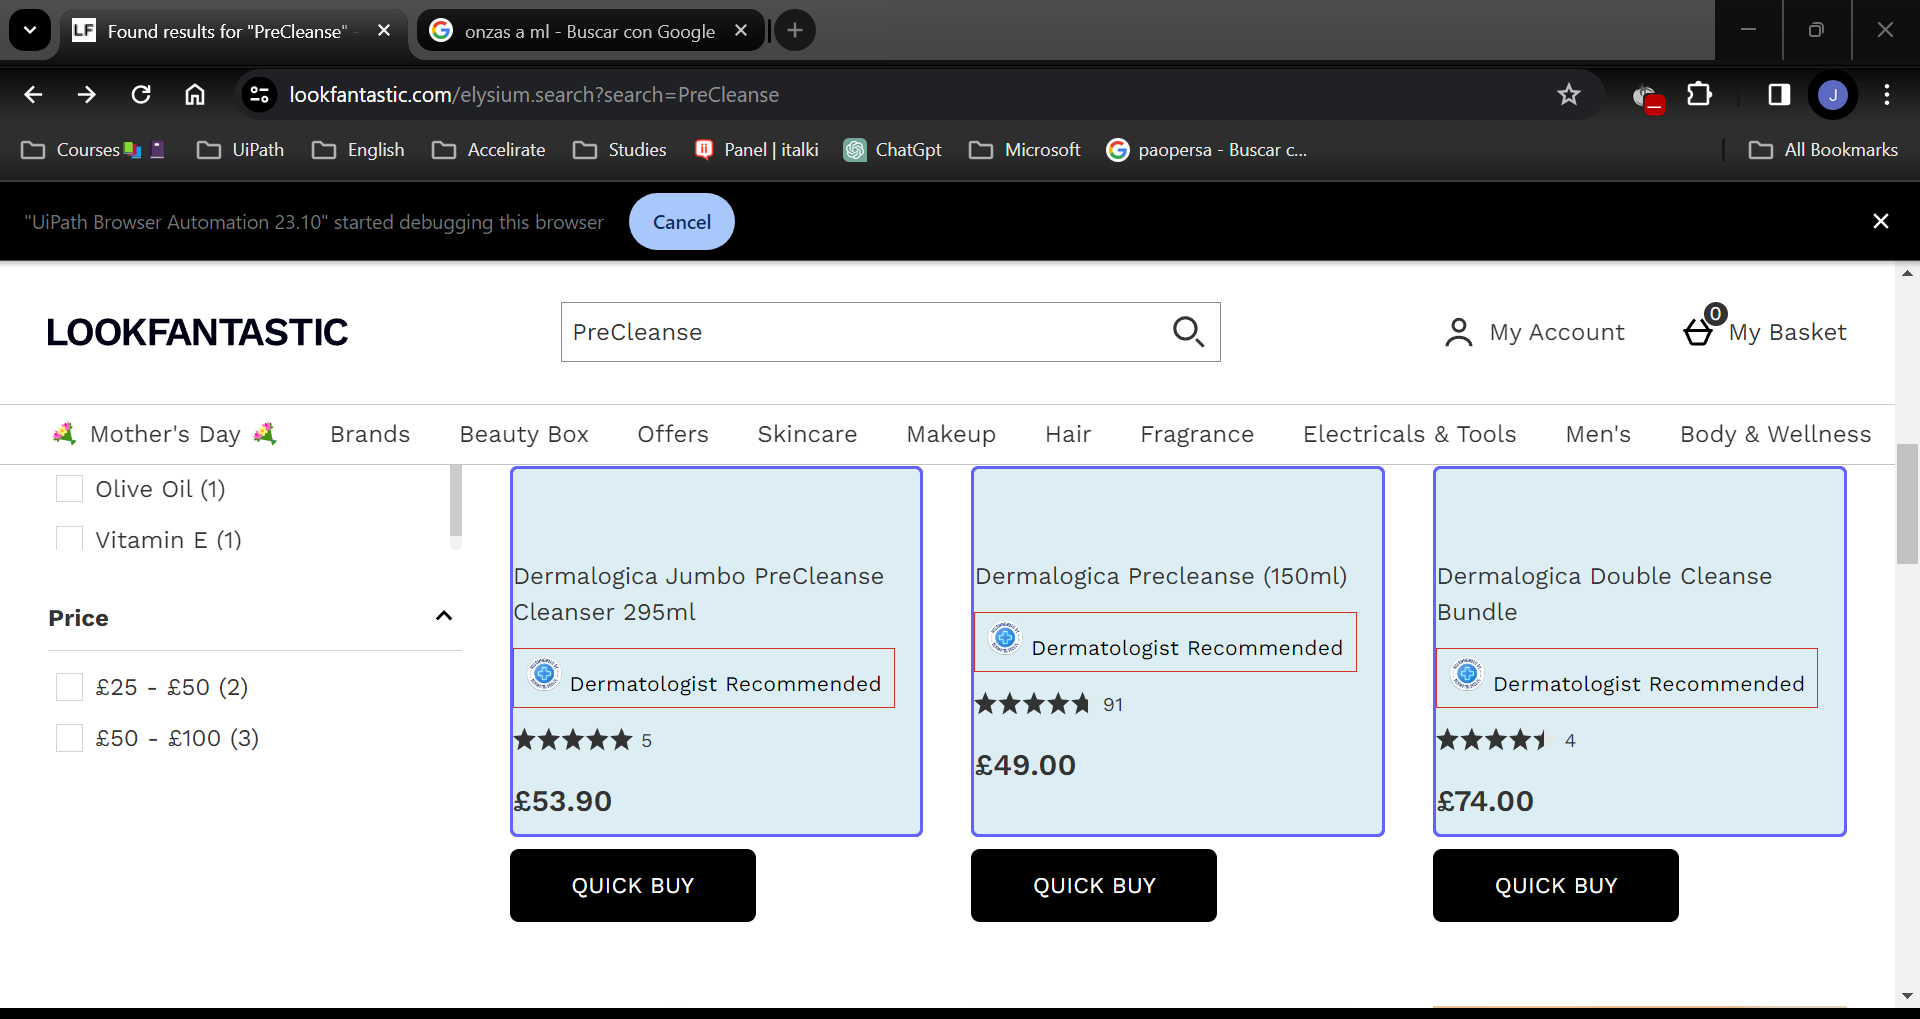 Found results for "PreCleanse" -
onzas a ml - Buscar con Google
lookfantastic.com/elysium.search?search=PreCleanse
J
Courses
UiPath
English
Accelirate
Studies
Panel | italki
ChatGpt
Microsoft
paopersa - Buscar c...
All Bookmarks
"UiPath Browser Automation 23.10" started debugging this browser
Cancel
LOOKFANTASTIC
PreCleanse
My Account
0
My Basket
Mother's Day
Brands
Beauty Box
Offers
Skincare
Makeup
Hair
Fragrance
Electricals & Tools
Men's
Body & Wellness
Olive Oil (1)
Vitamin E (1)
Price
£25 - £50 (2)
£50 - £100 (3)
Dermalogica Jumbo PreCleanse
Cleanser 295ml
Dermatologist Recommended
5
£53.90
QUICK BUY
Dermalogica Precleanse (150ml)
Dermatologist Recommended
91
£49.00
QUICK BUY
Dermalogica Double Cleanse
Bundle
Dermatologist Recommended
4
£74.00
QUICK BUY